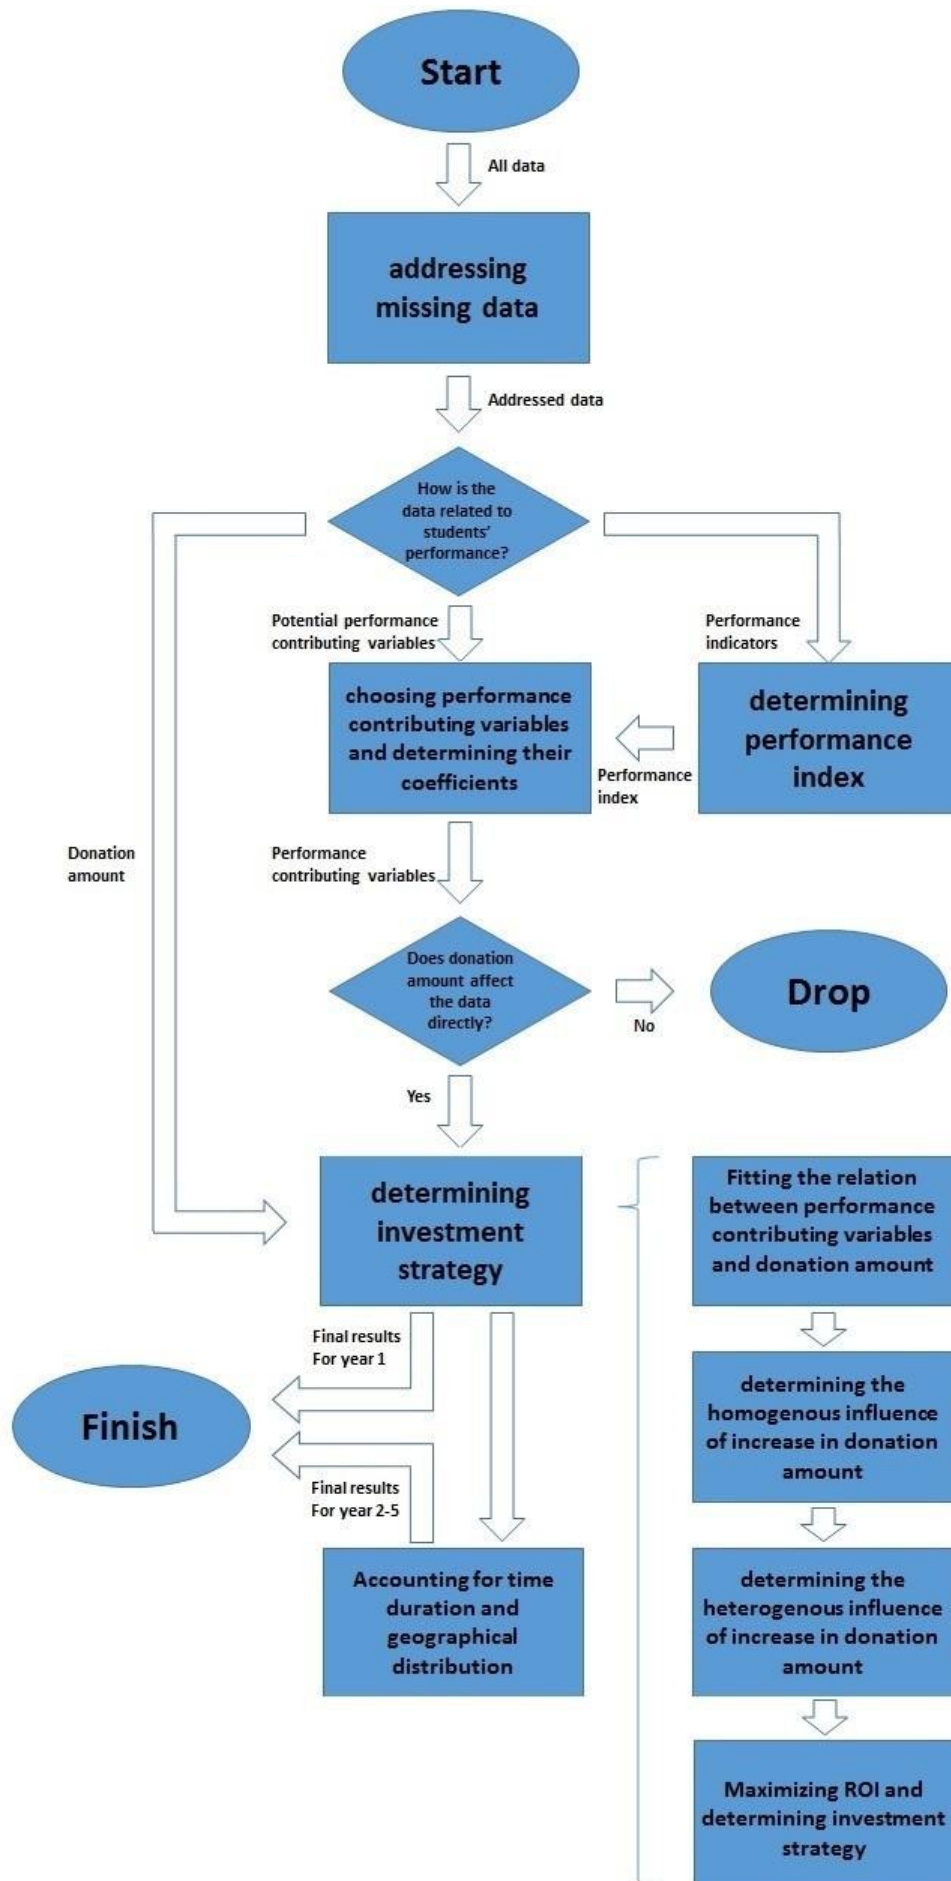 Start
All data
addressing
missing data
Addressed data
How is the
data related to
students'
performance?
Potential performance
contributing variables
Performance
indicators
choosing performance
contributing variables
and determining their
coefficients
determining
performance
index
Performance
index
Donation
amount
Performance
contributing variables
Does donation
amount affect
the data
directly?
No
Drop
Yes
determining
investment
strategy
Fitting the relation
between performance
contributing variables
and donation amount
Final results
For year 1
Finish
determining the
homogenous influence
of increase in donation
amount
Final results
For year 2-5
Accounting for time
duration and
geographical
distribution
determining the
heterogenous influence
of increase in donation
amount
Maximizing ROI and
determining investment
strategy